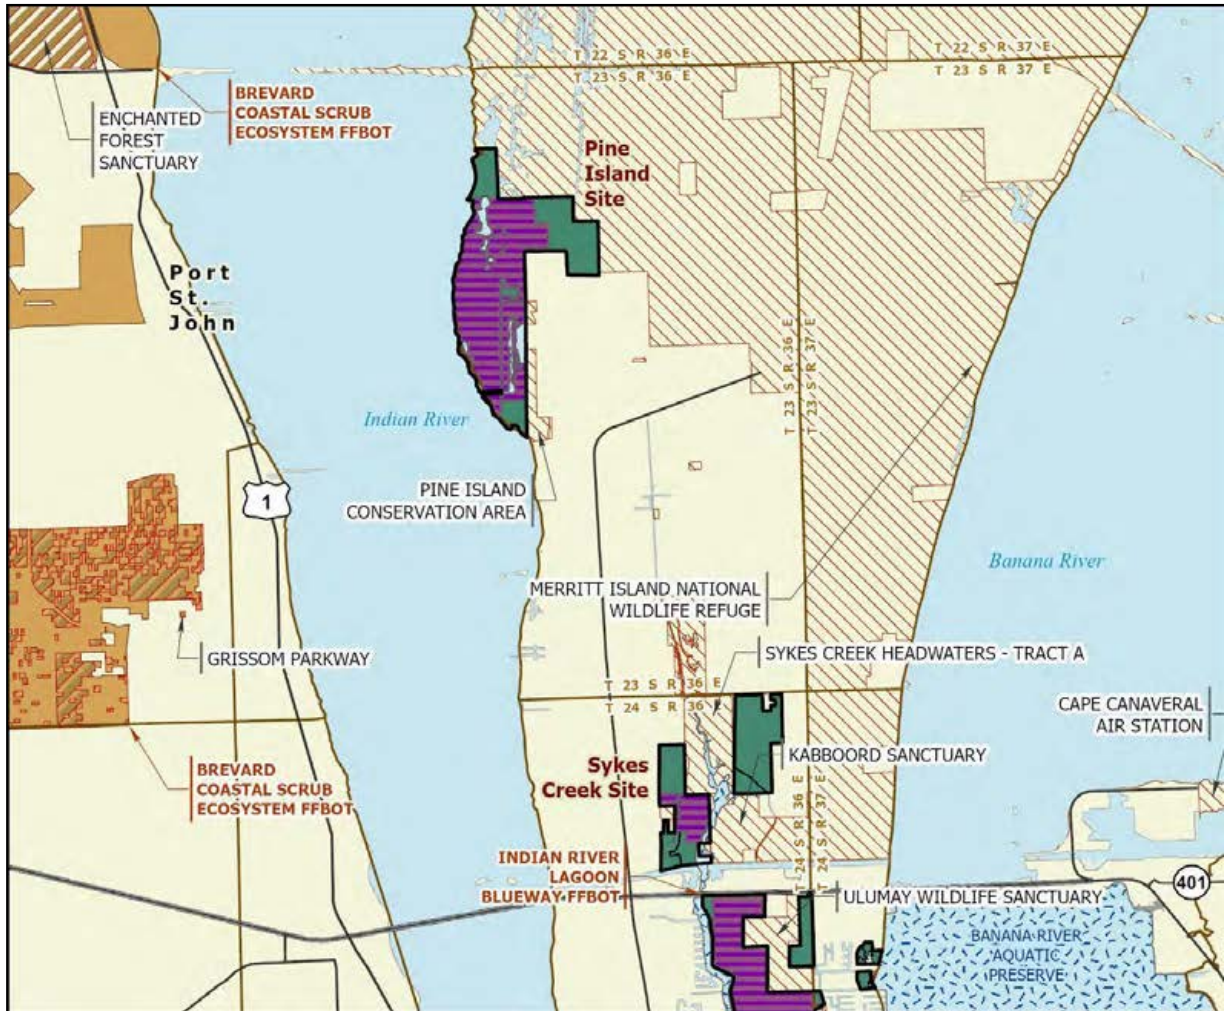 T 22 S R 36 E
T 23 S R 36 E
T 22 S R 37 E
T 23 S R 37 E
BREVARD
COASTAL SCRUB
ECOSYSTEM FFBOT
ENCHANTED
FOREST
SANCTUARY
Pine
Island
Site
Port
St.
John
T 23 S R 36 E
T 23 S R 37 E
Indian River
1
PINE ISLAND
CONSERVATION AREA
Banana River
MERRITT ISLAND NATIONAL
WILDLIFE REFUGE
GRISSOM PARKWAY
SYKES CREEK HEADWATERS - TRACT A
T 23 S R 36 E
T 24 S R 36
CAPE CANAVERAL
AIR STATION
KABBOORD SANCTUARY
Sykes
Creek Site
BREVARD
COASTAL SCRUB
ECOSYSTEM FFBOT
T 24 S R 36 E
T 24 S R 37 E
INDIAN RIVER
LAGOON
BLUEWAY FFBOT
401
ULUMAY WILDLIFE SANCTUARY
BANANA RIVER
AQUATIC
PRESERVE